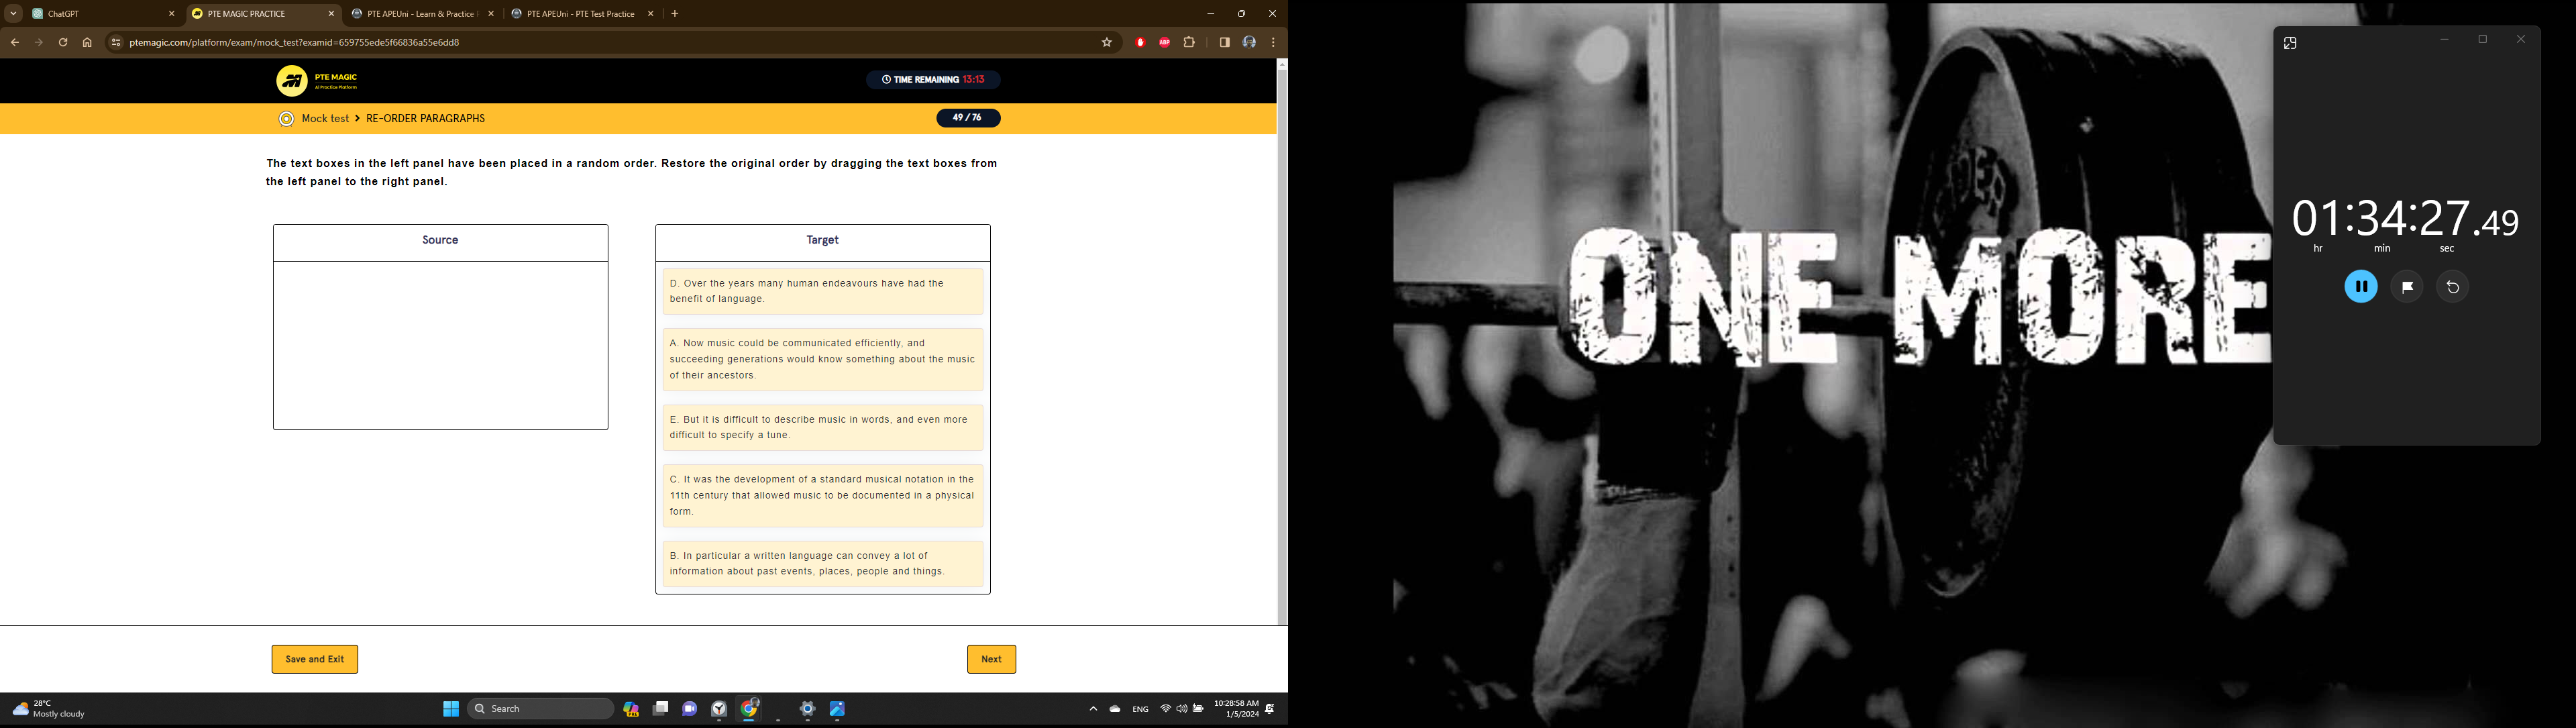 ChatGPT
PTE MAGIC PRACTICE
PTE APEUni - Learn & Practice
PTE APEUni - PTE Test Practice
ptemagic.com/platform/exam/mock_test?examid=659755ede5f66836a55e6dd8
ABP
PTE MAGIC
AI Practice Platform
TIME REMAINING 13:13
Mock test > RE-ORDER PARAGRAPHS
49 / 76
The text boxes in the left panel have been placed in a random order. Restore the original order by dragging the text boxes from
the left panel to the right panel.
Source
Target
D. Over the years many human endeavours have had the
benefit of language.
A. Now music could be communicated efficiently, and
succeeding generations would know something about the music
of their ancestors.
E. But it is difficult to describe music in words, and even more
difficult to specify a tune.
C. It was the development of a standard musical notation in the
11th century that allowed music to be documented in a physical
form.
B. In particular a written language can convey a lot of
information about past events, places, people and things.
Save and Exit
Next
28°C
Mostly cloudy
Search
ENG
10:28:58 AM
1/5/2024
ONE MORE
01:34:27.49
hr
min
sec